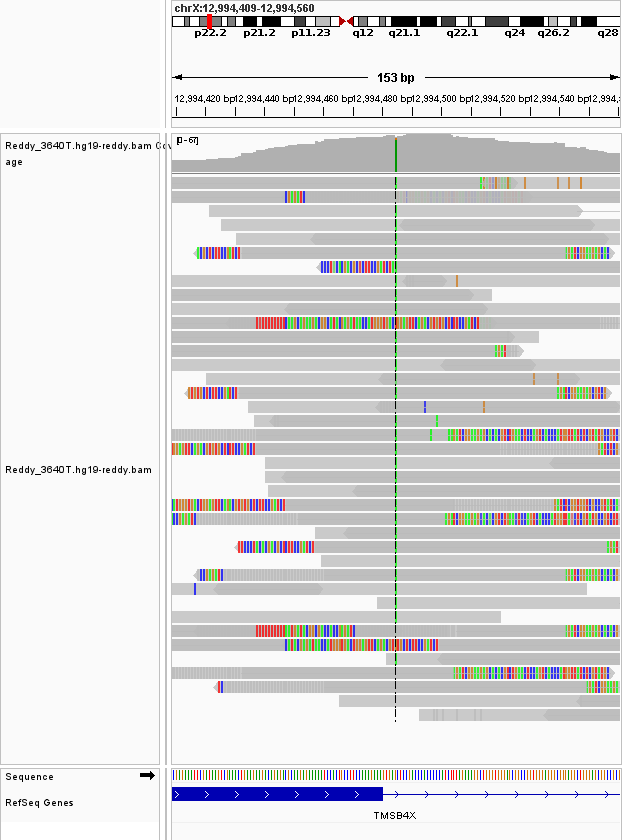 chrX:12,994,409-12,994,560
p22.2 p21.2 p11.23 q12 q21.1 q22.1 q24 q26.2 q28
153 bp
12,994,420 bp 12,994,440 bp 12,994,460 bp 12,994,480 bp 12,994,500 bp 12,994,520 bp 12,994,540 bp
Reddy_3640T.hg19-reddy.bam
age
[0 - 67]
Reddy_3640T.hg19-reddy.bam
Sequence
RefSeq Genes
TMSB4X